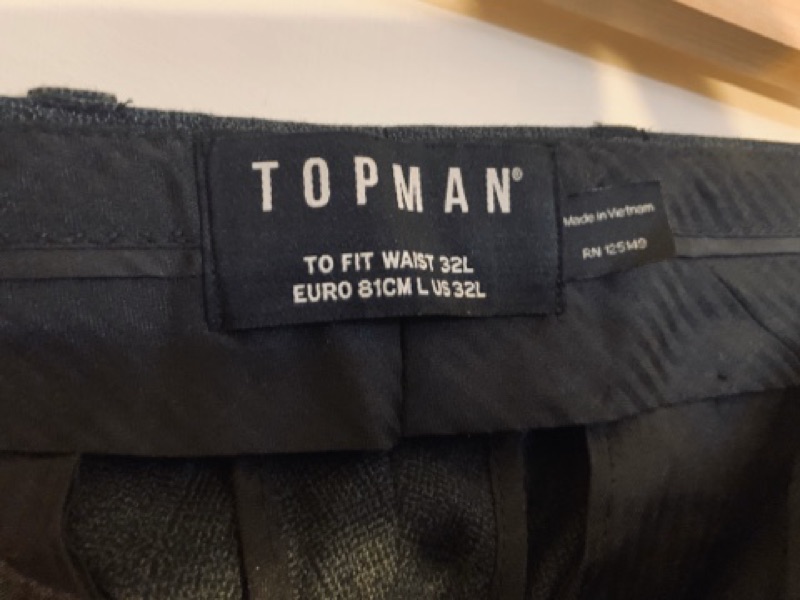 TOPMAN®
TO FIT WAIST 32L
EURO 81CM L US 32L
Made in Vietnam
RN 125149